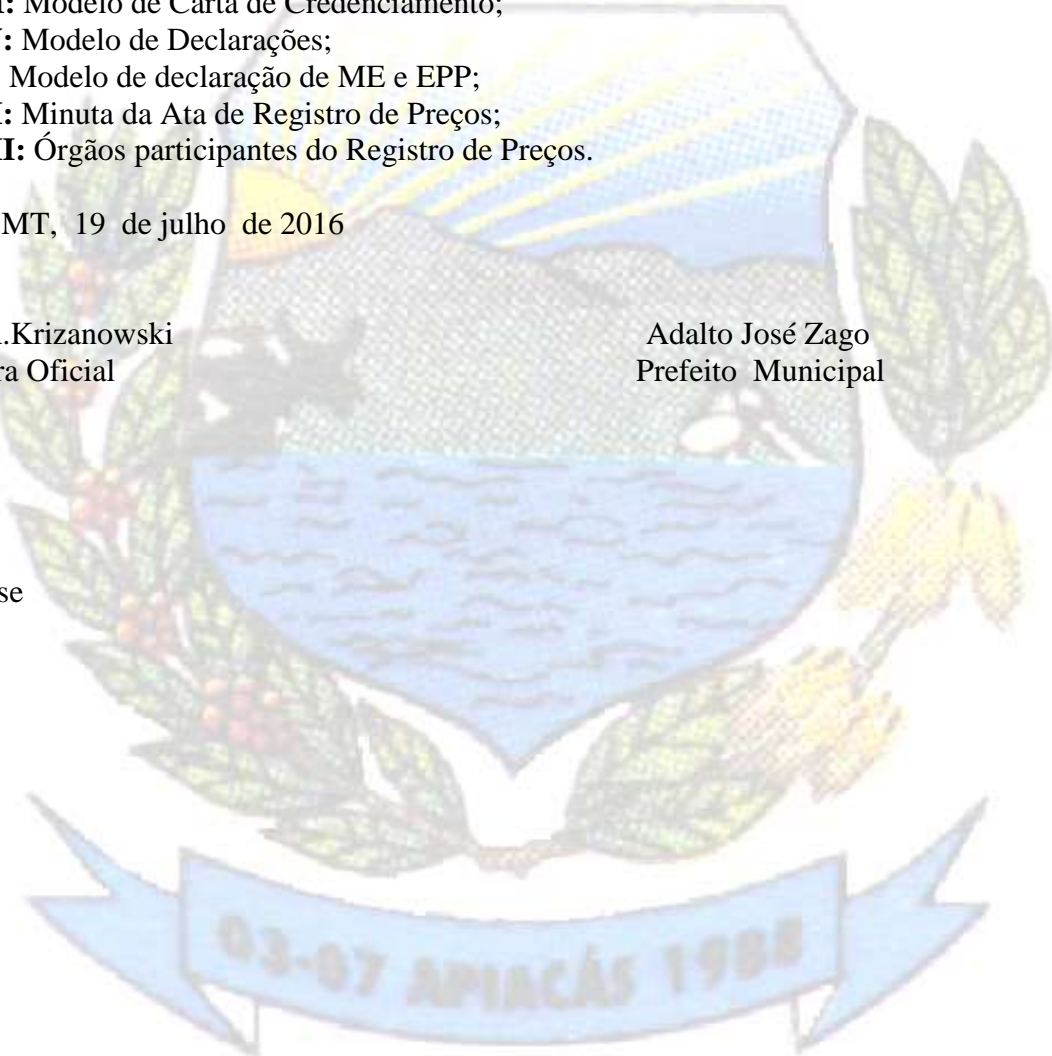 I: Modelo de Carta de Credenciamento;
V: Modelo de Declarações;
Modelo de declaração de ME e EPP;
I: Minuta da Ata de Registro de Preços;
II: Órgãos participantes do Registro de Preços.
MT, 19 de julho de 2016
.Krizanowski
Adalto José Zago
ra Oficial
Prefeito Municipal
se
03-07 APIACÁS 1988